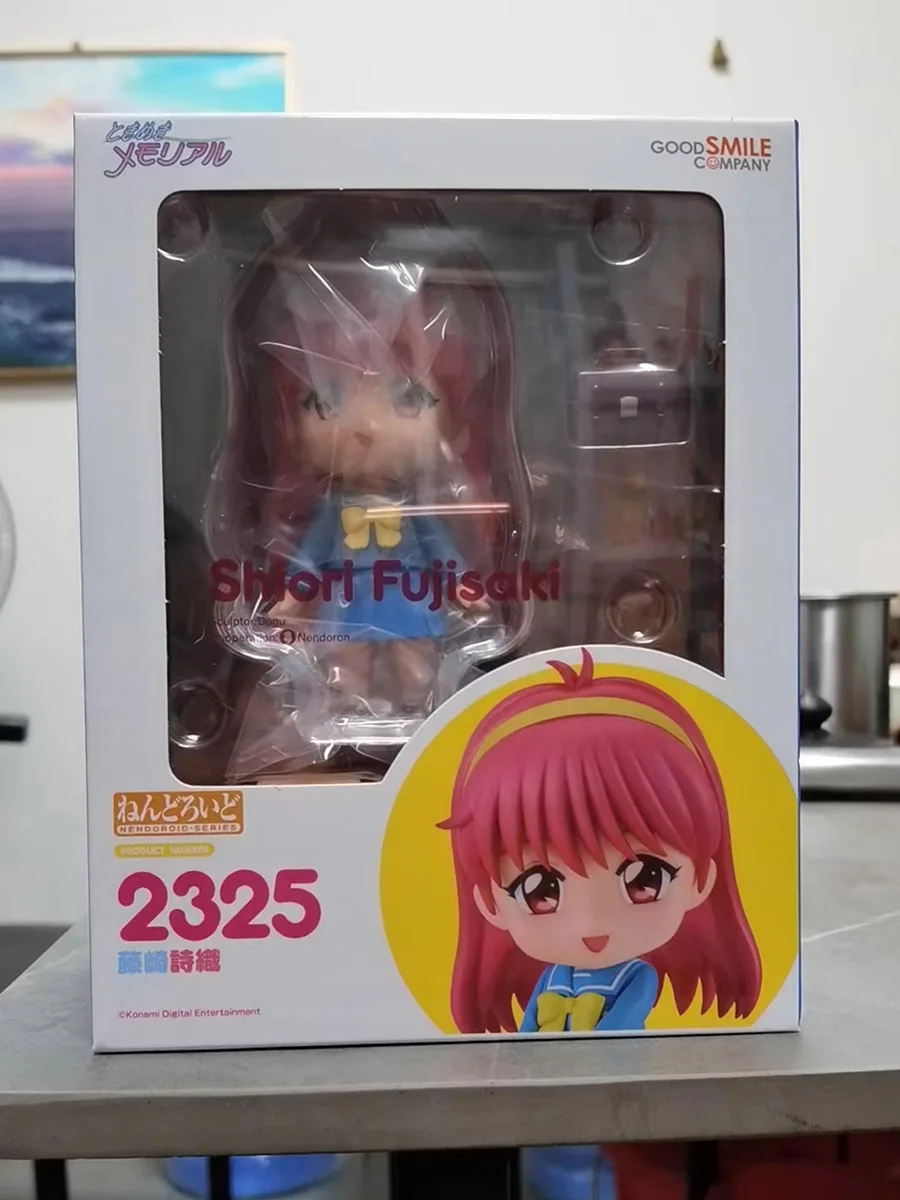 ときめき
メモリアル
GOOD SMILE
COMPANY
Shiori Fujisaki
Sculptor:Dogu
Cooperation: Nendoron
ねんどろいど
NENDOROID•SERIES
PRODUCT NUMBER
2325
藤崎詩織
©Konami Digital Entertainment